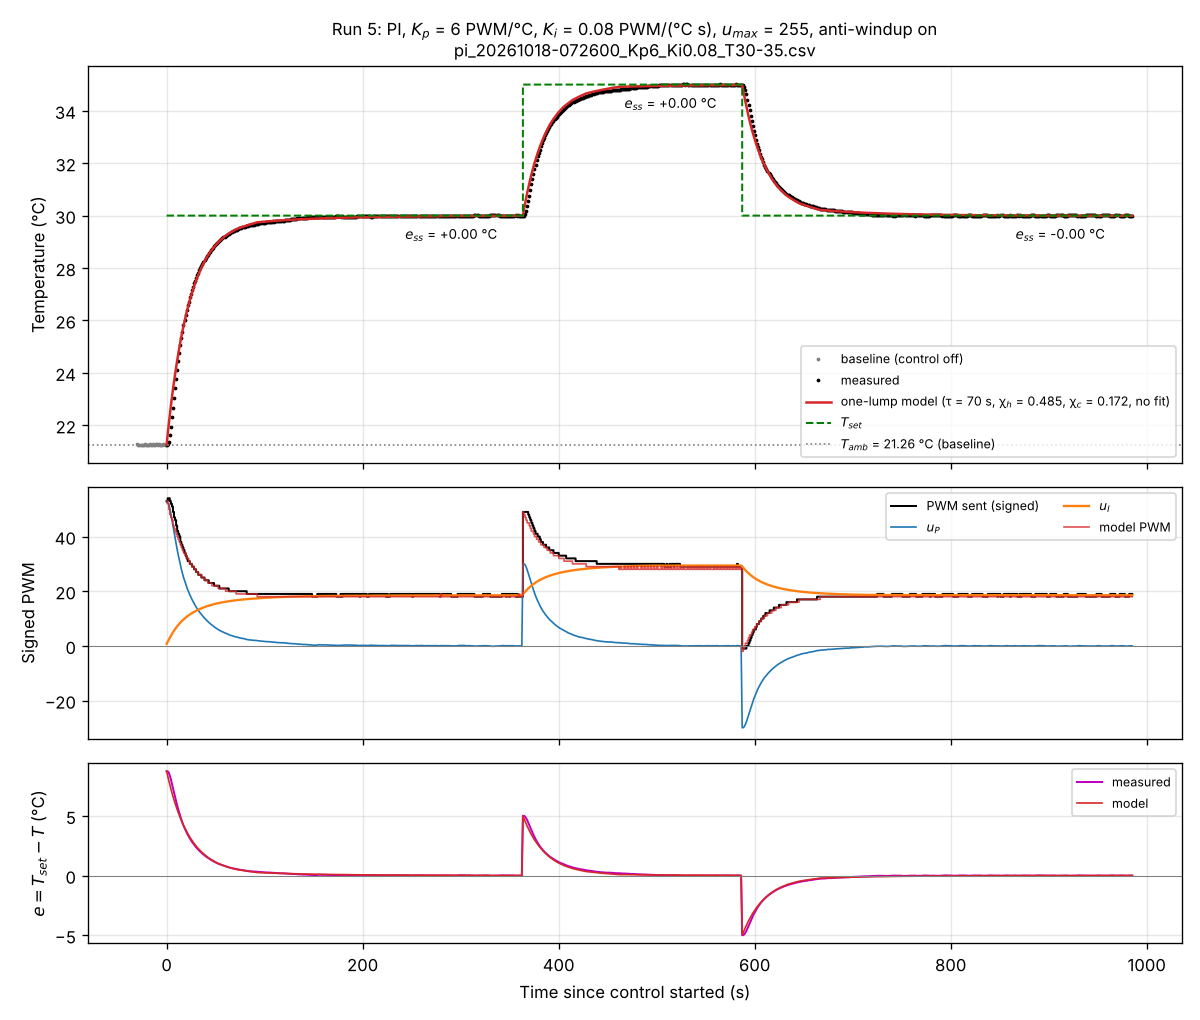 Run 5: PI, Kp = 6 PWM/°C, Ki = 0.08 PWM/(°C s), umax = 255, anti-windup on
pi_20261018-072600_Kp6_Ki0.08_T30-35.csv
Temperature (°C)
34
32
30
28
26
24
22
ess = +0.00 °C
ess = +0.00 °C
ess = -0.00 °C
baseline (control off)
measured
one-lump model (τ = 70 s, χh = 0.485, χc = 0.172, no fit)
Tset
Tamb = 21.26 °C (baseline)
Signed PWM
40
20
0
−20
PWM sent (signed)
uP
uI
model PWM
e = Tset − T (°C)
5
0
−5
measured
model
0
200
400
600
800
1000
Time since control started (s)